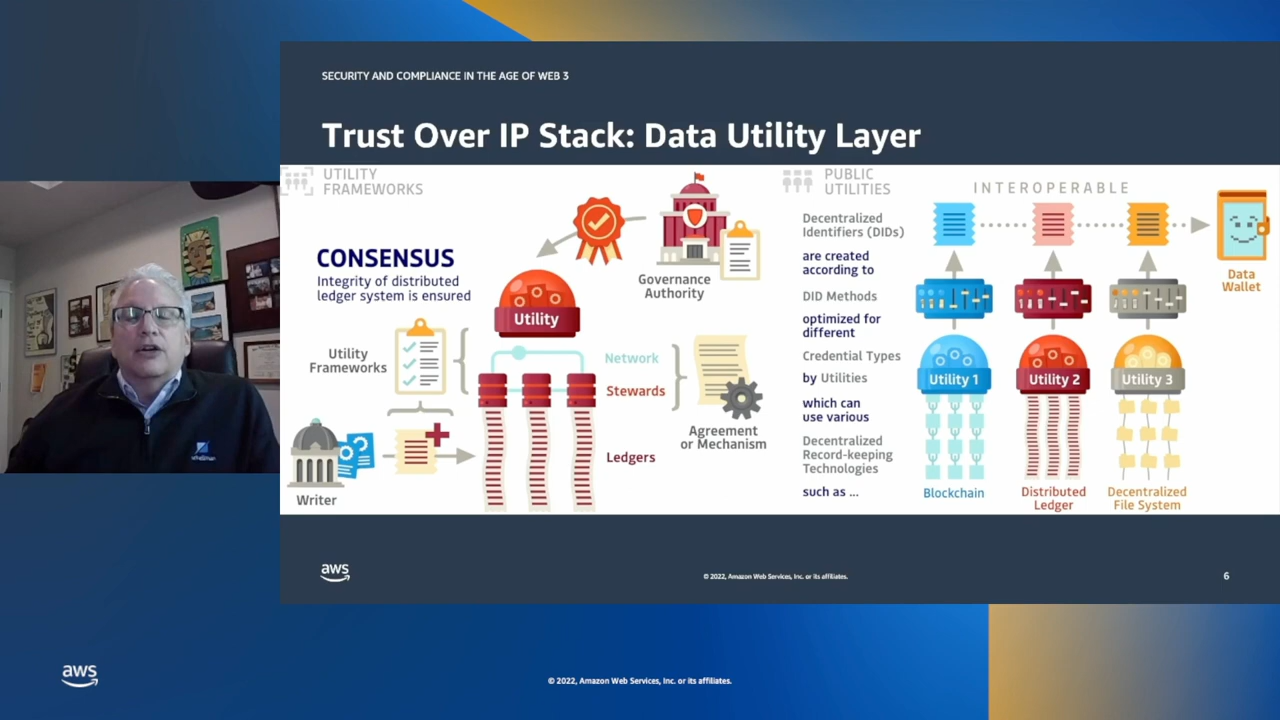 SECURITY AND COMPLIANCE IN THE AGE OF WEB 3
Trust Over IP Stack: Data Utility Layer
UTILITY
FRAMEWORKS
CONSENSUS
Integrity of distributed
ledger system is ensured
Governance
Authority
Utility
Utility
Frameworks
Network
Stewards
Ledgers
Agreement
or Mechanism
Writer
PUBLIC
UTILITIES
INTEROPERABLE
Decentralized
Identifiers (DIDs)
are created
according to
DID Methods
optimized for
different
Credential Types
by Utilities
which can
use various
Decentralized
Record-keeping
Technologies
such as ...
Data
Wallet
Utility 1
Utility 2
Utility 3
Blockchain
Distributed
Ledger
Decentralized
File System
aws
© 2022, Amazon Web Services, Inc. or its affiliates.
6
aws
© 2022, Amazon Web Services, Inc. or its affiliates.